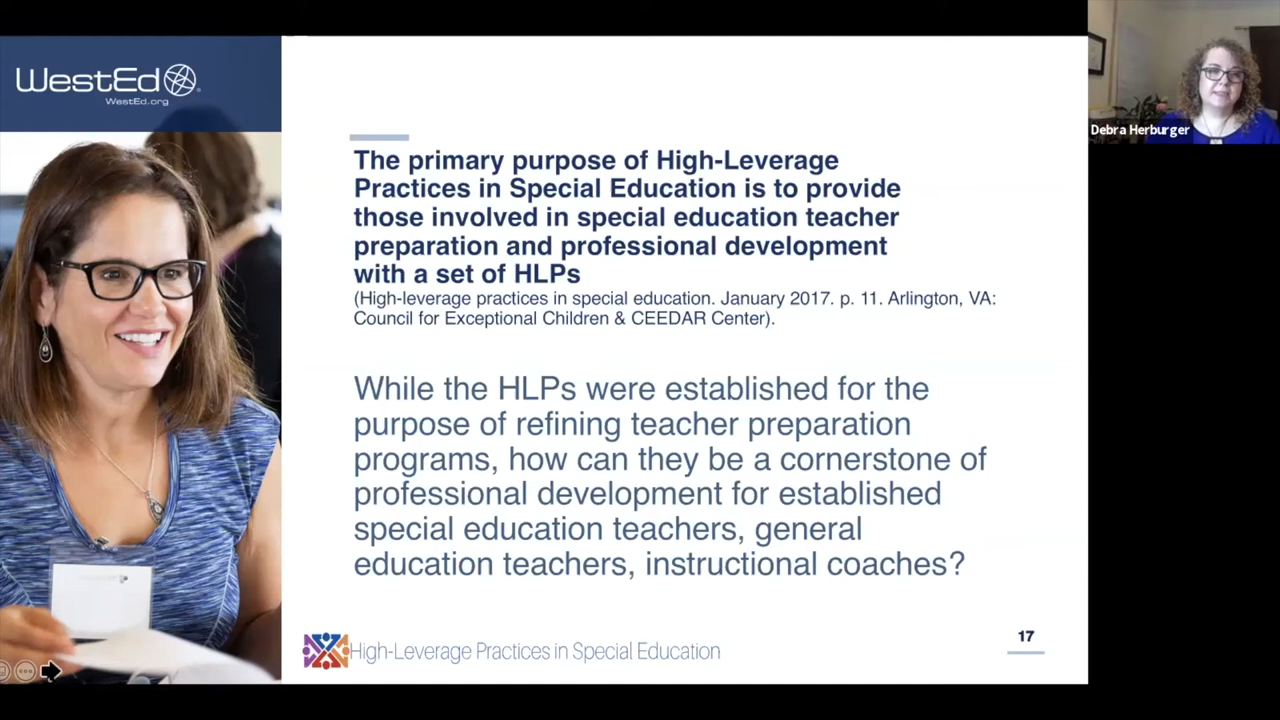 WestEd
WestEd.org
Debra Herburger
The primary purpose of High-Leverage
Practices in Special Education is to provide
those involved in special education teacher
preparation and professional development
with a set of HLPs
(High-leverage practices in special education. January 2017. p. 11. Arlington, VA:
Council for Exceptional Children & CEEDAR Center).
While the HLPs were established for the
purpose of refining teacher preparation
programs, how can they be a cornerstone of
professional development for established
special education teachers, general
education teachers, instructional coaches?
High-Leverage Practices in Special Education
17